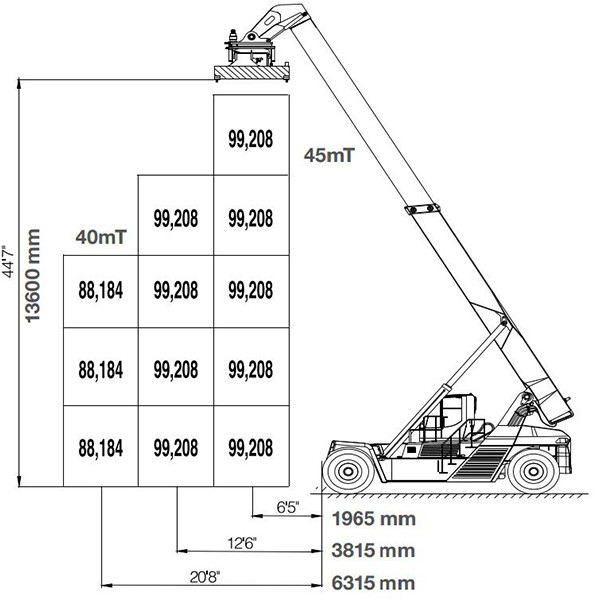 99,208
45mT
99,208 99,208
40mT
88,184 99,208 99,208
44'7"
13600 mm
88,184 99,208 99,208
88,184 99,208 99,208
6'5"
1965 mm
12'6"
3815 mm
20'8"
6315 mm